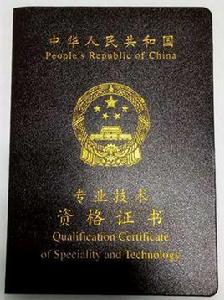 中华人民共和国
People's Republic of China
专业技术
资格证书
Qualification Certificate
of Speciality and Technology